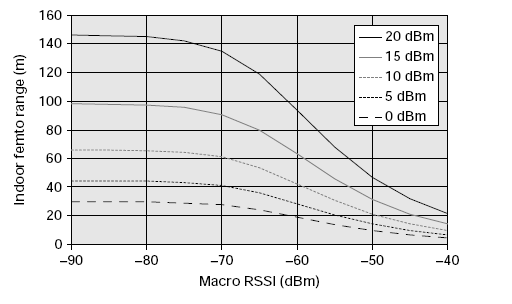 160
140
120
100
80
60
40
20
0
Indoor femto range (m)
20 dBm
15 dBm
10 dBm
5 dBm
0 dBm
−90 −80 −70 −60 −50 −40
Macro RSSI (dBm)